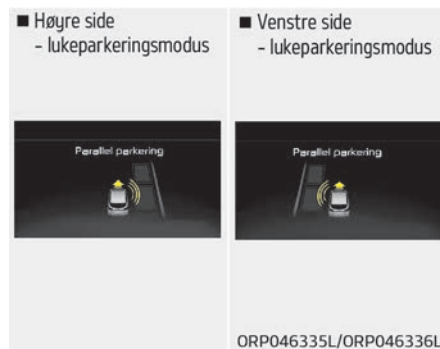 ■ Høyre side
- lukeparkeringsmodus
Parallel parkering
■ Venstre side
- lukeparkeringsmodus
Parallel parkering
ORP046335L/ORP046336L